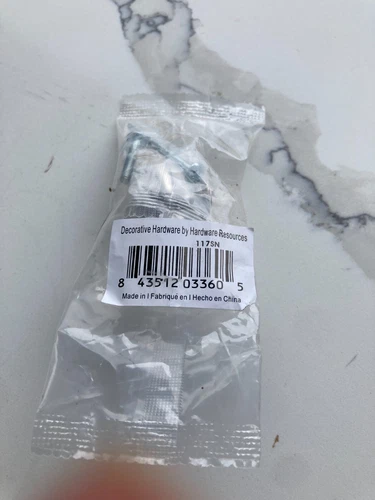 Decorative Hardware by Hardware Resources
117SN
8 43512 03360 5
Made in I Fabriqué en I Hecho en China